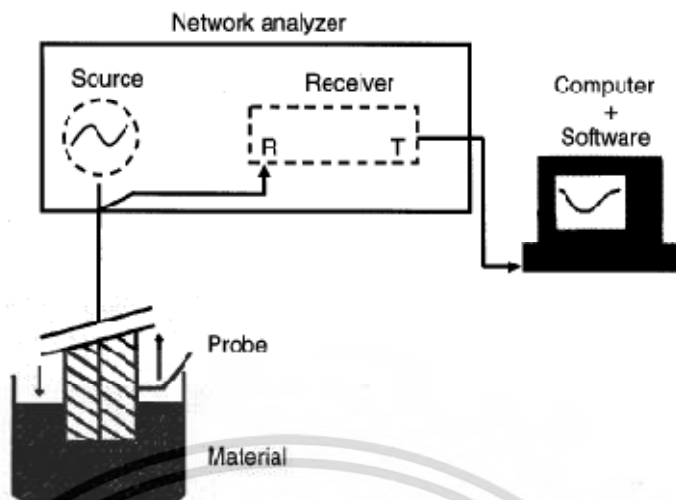 Network analyzer
Source
Receiver
R
T
Computer
+
Software
Probe
Material